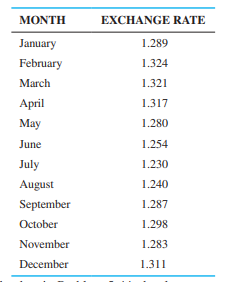 MONTH EXCHANGE RATE
January 1.289
February 1.324
March 1.321
April 1.317
May 1.280
June 1.254
July 1.230
August 1.240
September 1.287
October 1.298
November 1.283
December 1.311